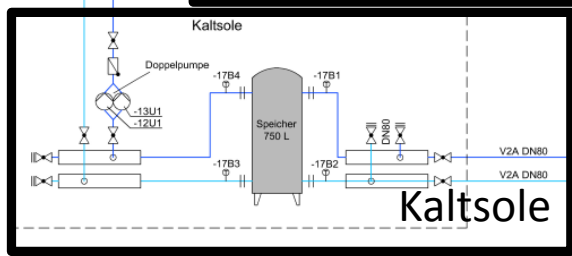 Kaltsole
Doppelpumpe
-17B4
-17B1
-13U1
-12U1
Speicher
750 L
DN80
-17B3
-17B2
V2A DN80
V2A DN80
Kaltsole